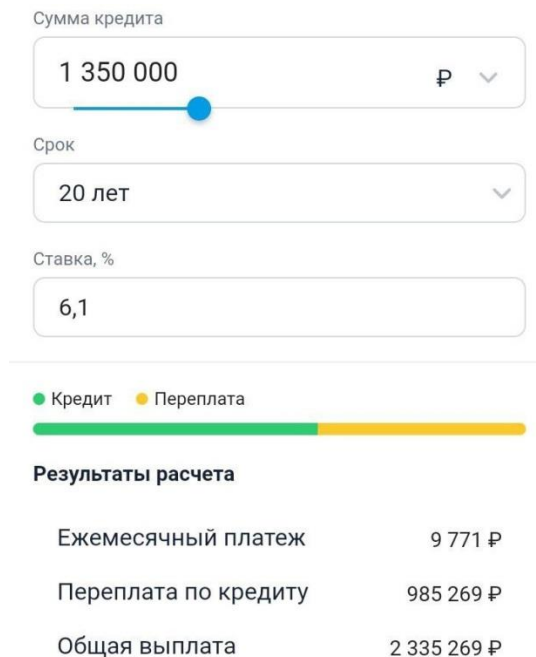 Сумма кредита
1 350 000 ₽
Срок
20 лет
Ставка, %
6,1
Кредит Переплата
Результаты расчета
Ежемесячный платеж 9 771 ₽
Переплата по кредиту 985 269 ₽
Общая выплата 2 335 269 ₽